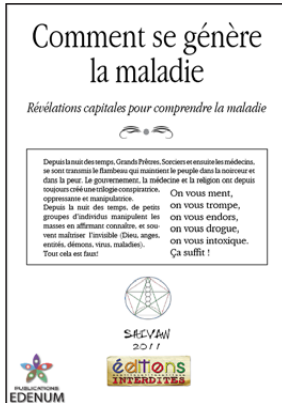 Comment se génère
la maladie
Révélations capitales pour comprendre la maladie
Depuis la nuit des temps, Grands Prêtres, Sorciers et ensuite les médecins,
se sont transmis le flambeau qui maintient le peuple dans la noirceur et
dans la peur. Le gouvernement, la médecine et la religion ont depuis
toujours créé une trilogie conspiratrice,
oppressante et manipulatrice.
Depuis la nuit des temps, de petits
groupes d'individus manipulent les
masses en affirmant connaître, et sou-
vent maîtriser l'invisible (Dieu, anges,
entités, démons, virus, maladies).
Tout cela est faux!
On vous ment,
on vous trompe,
on vous endors,
on vous drogue,
on vous intoxique.
Ça suffit !
SHIVAN
2011
éditions
INTERDITES
PUBLICATIONS
EDENUM